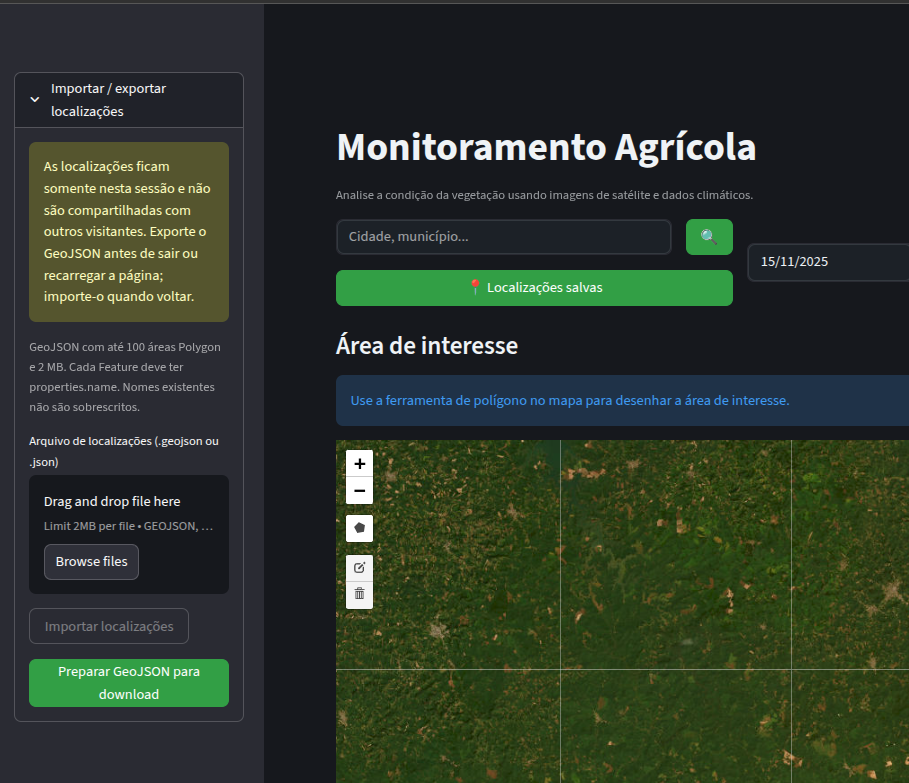 Importar / exportar
localizações
As localizações ficam
somente nesta sessão e não
são compartilhadas com
outros visitantes. Exporte o
GeoJSON antes de sair ou
recarregar a página;
importe-o quando voltar.
GeoJSON com até 100 áreas Polygon
e 2 MB. Cada Feature deve ter
properties.name. Nomes existentes
não são sobrescritos.
Arquivo de localizações (.geojson ou
.json)
Drag and drop file here
Limit 2MB per file • GEOJSON, …
Browse files
Importar localizações
Preparar GeoJSON para
download
Monitoramento Agrícola
Analise a condição da vegetação usando imagens de satélite e dados climáticos.
Cidade, município...
15/11/2025
Localizações salvas
Área de interesse
Use a ferramenta de polígono no mapa para desenhar a área de interesse.
+
−